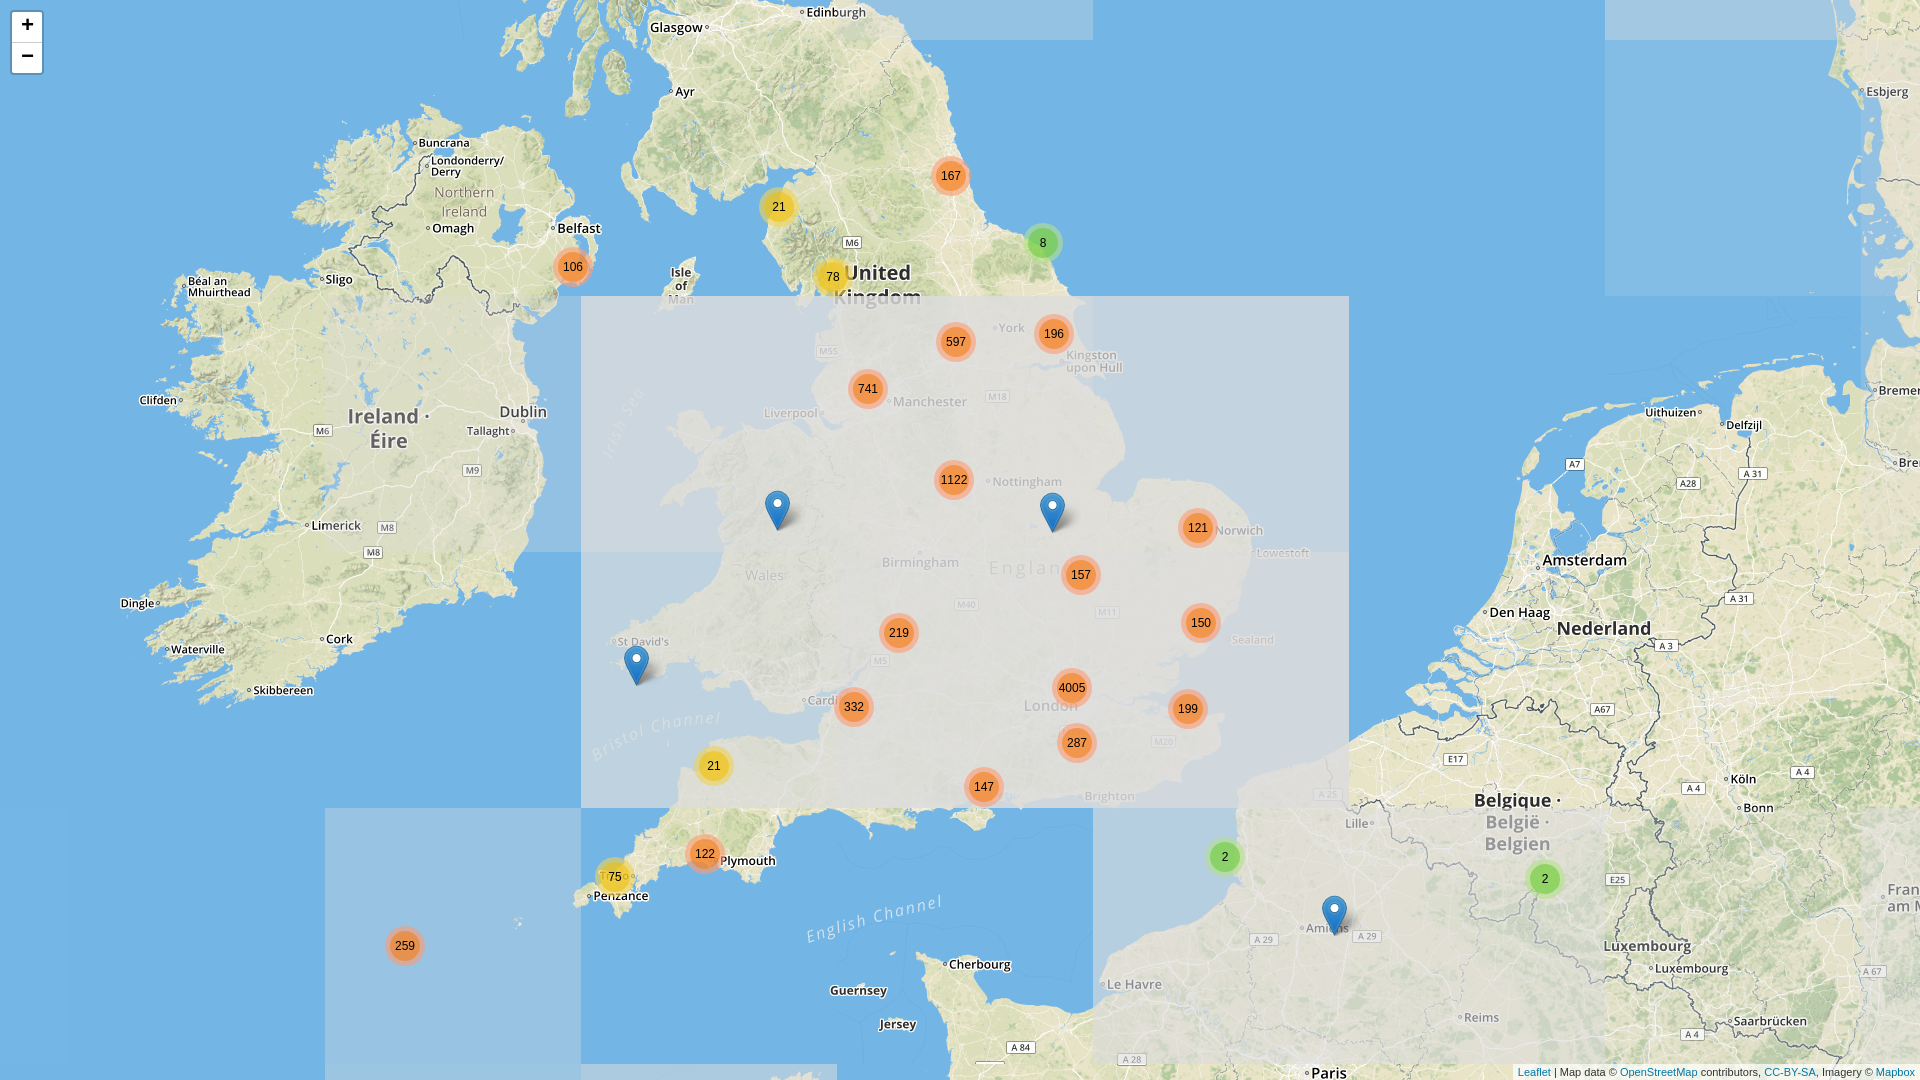 +
−
Edinburgh
Glasgow
Ayr
Esbjerg
Buncrana
Londonderry/
Derry
167
Northern
Ireland
21
Omagh
Belfast
8
M6
106
Isle
of
Man
78
United
Kingdom
Sligo
Béal an
Mhuirthead
York
196
597
M55
Kingston
upon Hull
741
Manchester
M18
Clifden
Liverpool
Dublin
Ireland ·
Éire
M6
Tallaght
Irish Sea
M9
Uithuizen
Delfzijl
A7
A 31
A28
1122
Nottingham
Limerick
M8
M8
121
Norwich
Lowestoft
Birmingham
Wales
157
Amsterdam
Dingle
M40
M11
Den Haag
A 31
Nederland
Cork
Waterville
219
150
Sealand
St David's
A 3
M5
Skibbereen
4005
London
332
199
A67
Bristol Channel
287
M20
E17
21
147
Brighton
A 25
Köln
A 4
A 4
Bonn
Belgique ·
België ·
Belgien
Lille
122
Plymouth
2
75
Penzance
2
E25
English Channel
Amiens
A 29
A 29
259
Luxembourg
Luxembourg
A 67
Cherbourg
Le Havre
Guernsey
Jersey
Reims
Saarbrücken
A 84
A 28
A 4
Paris
Leaflet | Map data © OpenStreetMap contributors, CC-BY-SA, Imagery © Mapbox